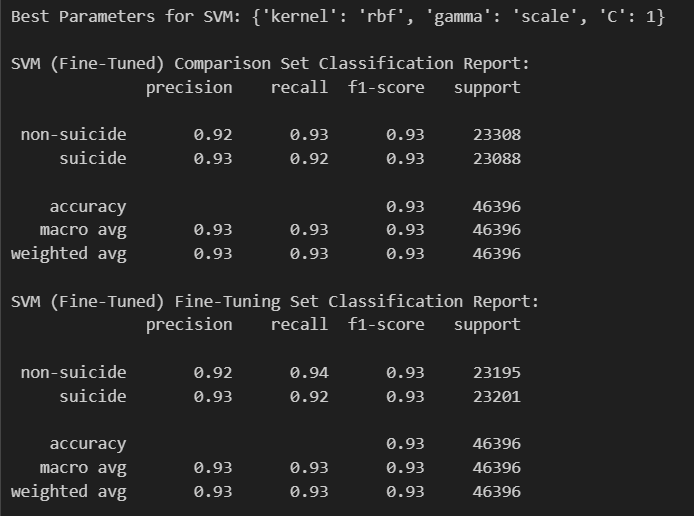 Best Parameters for SVM: {'kernel': 'rbf', 'gamma': 'scale', 'C': 1}
SVM (Fine-Tuned) Comparison Set Classification Report:
precision recall f1-score support
non-suicide 0.92 0.93 0.93 23308
suicide 0.93 0.92 0.93 23088
accuracy 0.93 46396
macro avg 0.93 0.93 0.93 46396
weighted avg 0.93 0.93 0.93 46396
SVM (Fine-Tuned) Fine-Tuning Set Classification Report:
precision recall f1-score support
non-suicide 0.92 0.94 0.93 23195
suicide 0.93 0.92 0.93 23201
accuracy 0.93 46396
macro avg 0.93 0.93 0.93 46396
weighted avg 0.93 0.93 0.93 46396